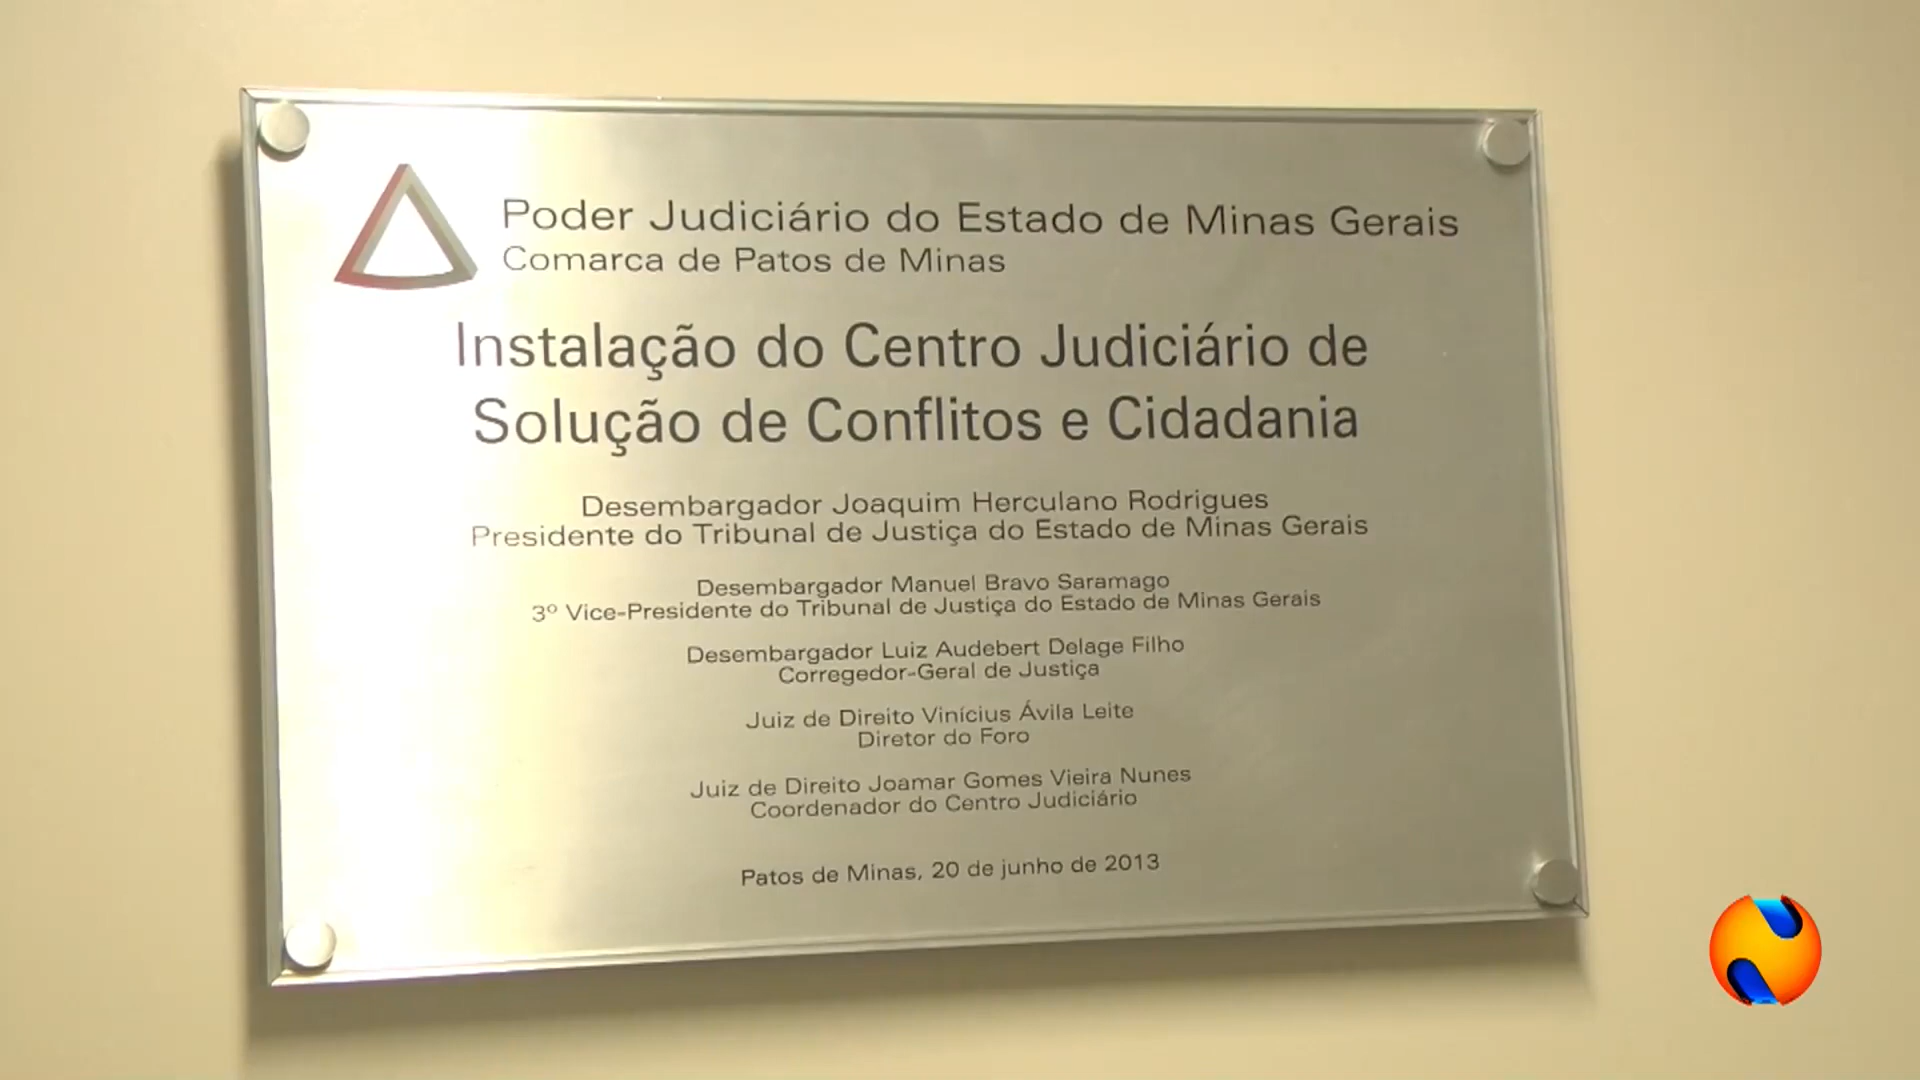 Poder Judiciário do Estado de Minas Gerais
Comarca de Patos de Minas
Instalação do Centro Judiciário de
Solução de Conflitos e Cidadania
Desembargador Joaquim Herculano Rodrigues
Presidente do Tribunal de Justiça do Estado de Minas Gerais
Desembargador Manuel Bravo Saramago
3º Vice-Presidente do Tribunal de Justiça do Estado de Minas Gerais
Desembargador Luiz Audebert Delage Filho
Corregedor-Geral de Justiça
Juiz de Direito Vinícius Ávila Leite
Diretor do Foro
Juiz de Direito Joamar Gomes Vieira Nunes
Coordenador do Centro Judiciário
Patos de Minas, 20 de junho de 2013